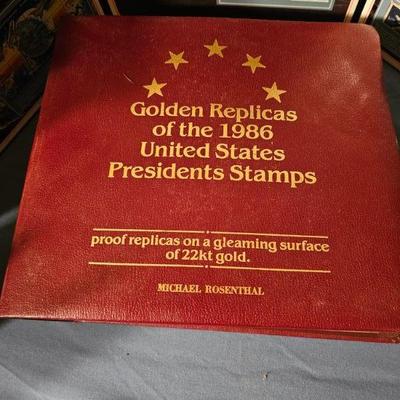 Golden Replicas
of the 1986
United States
Presidents Stamps
proof replicas on a gleaming surface
of 22kt gold.
MICHAEL ROSENTHAL